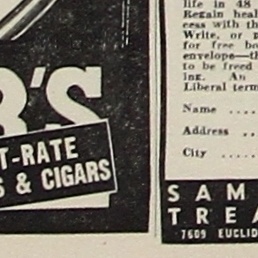 'S
T-RATE
S & CIGARS
life in 48
Regain heal
cess with th
Write, or p
for free bo
envelope—th
to be freed
ing. An
Liberal term
Name ....
Address ..
City ....
SAM
TREA
7609 EUCLID